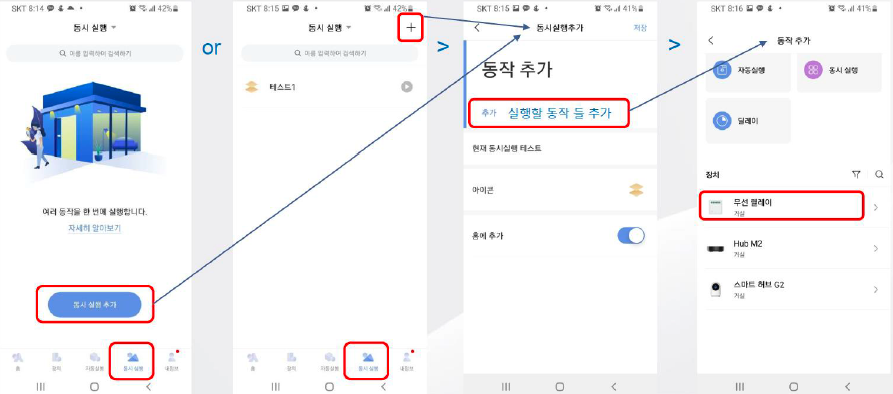 SKT 8:14 42%
동시 실행
이름 입력하여 검색하기
여러 동작을 한 번에 실행합니다.
자세히 알아보기
동시 실행 추가
홈 장치 자동실행 동시 실행 내정보
or
SKT 8:15 42%
동시 실행 +
이름 입력하여 검색하기
테스트1
홈 장치 자동실행 동시 실행 내정보
>
SKT 8:15 41%
동시실행추가 저장
동작 추가
추가 실행할 동작 들 추가
현재 동시실행 테스트
아이콘
홈에 추가
>
SKT 8:16 41%
동작 추가
자동실행 동시 실행
딜레이
장치
무선 릴레이
거실
Hub M2
거실
스마트 허브 G2
거실